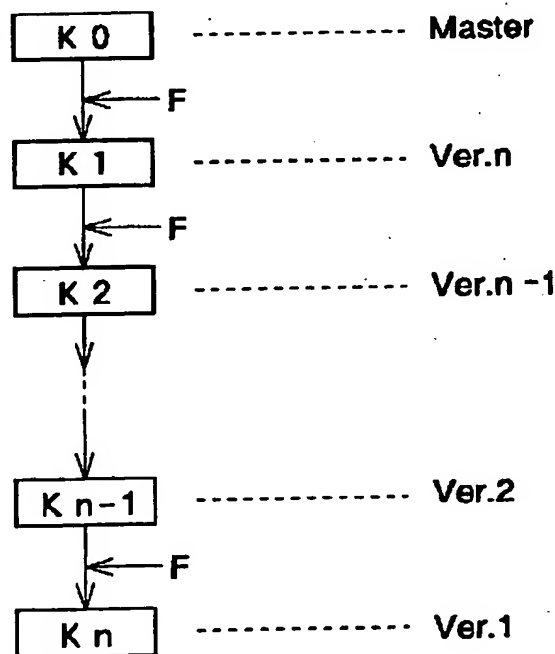 K 0 Master
F
K 1 Ver.n
F
K 2 Ver.n-1
K n-1 Ver.2
F
K n Ver.1